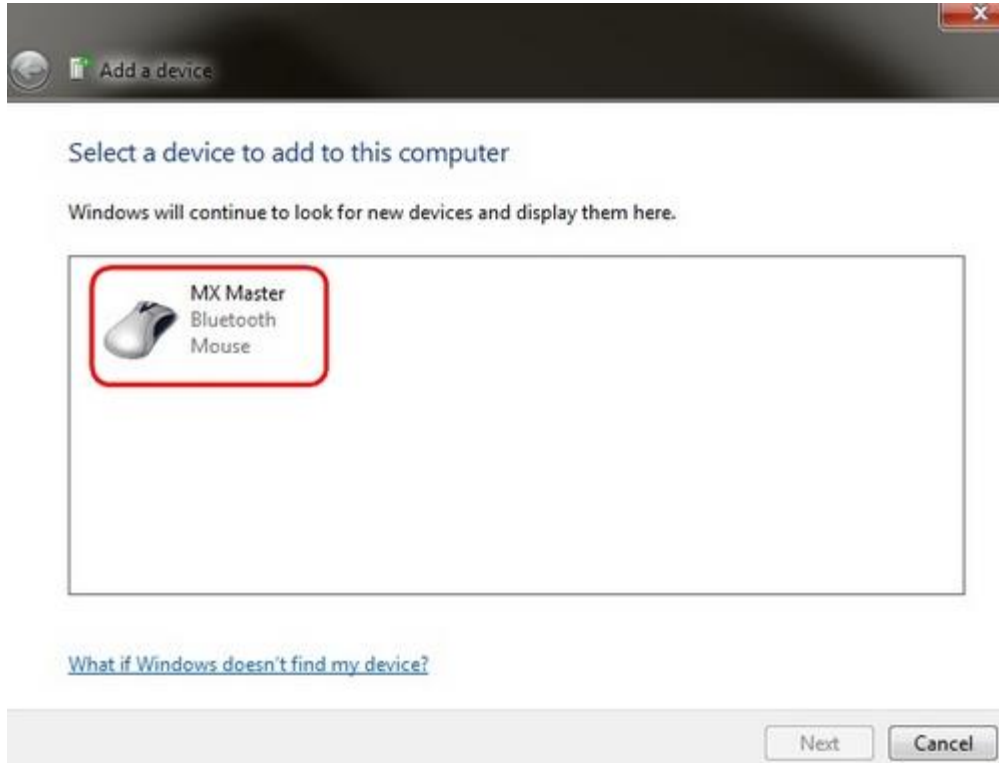 Add a device
Select a device to add to this computer
Windows will continue to look for new devices and display them here.
MX Master
Bluetooth
Mouse
What if Windows doesn't find my device?
Next Cancel